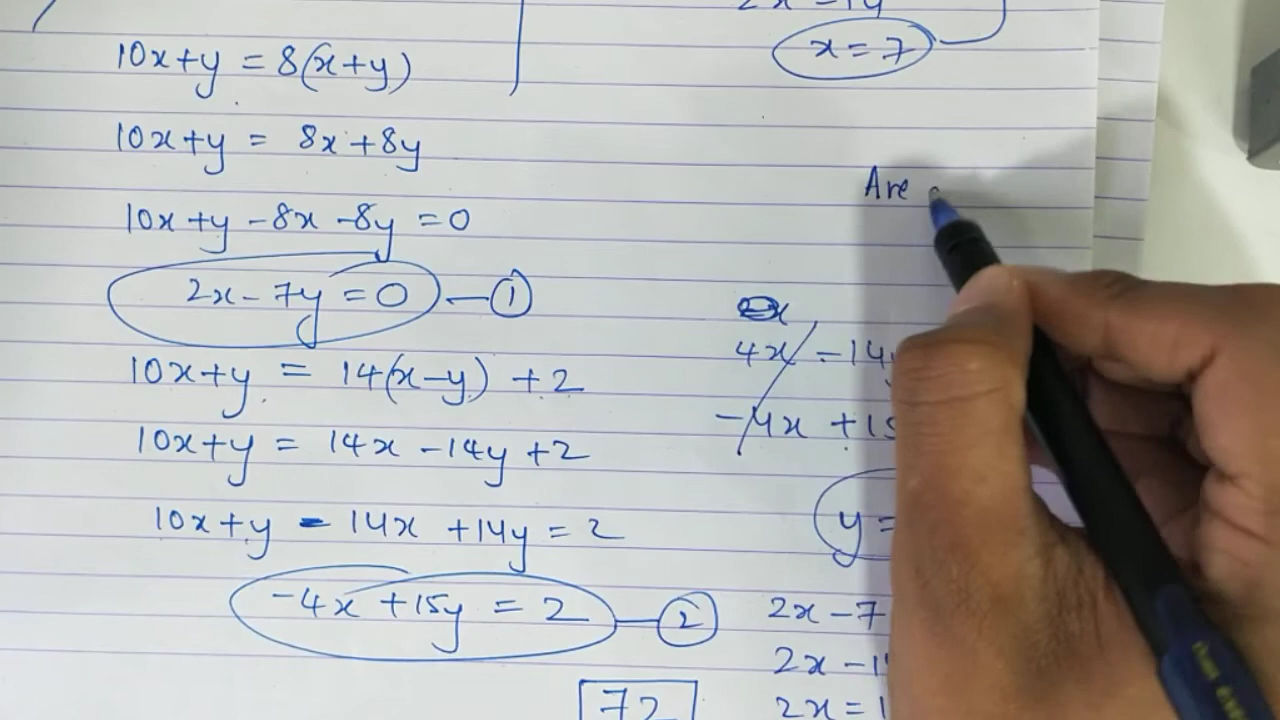 10x+y = 8(x+y)
10x+y = 8x+8y
10x+y-8x-8y=0
2x-7y=0 — ①
10x+y = 14(x-y)+2
10x+y = 14x-14y+2
10x+y-14x+14y=2
-4x+15y=2 — ②
72
x=7
Are
4x-14y
-4x+15
y=
2x-7
2x-1
2x=1